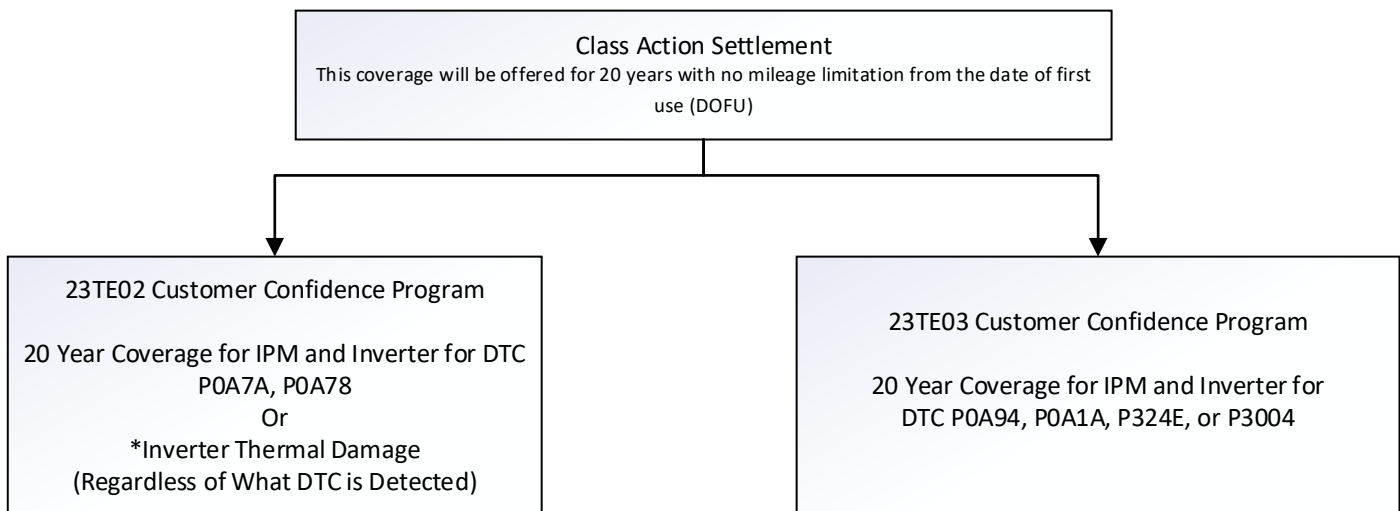 Class Action Settlement
This coverage will be offered for 20 years with no mileage limitation from the date of first
use (DOFU)
23TE02 Customer Confidence Program
20 Year Coverage for IPM and Inverter for DTC
P0A7A, P0A78
Or
*Inverter Thermal Damage
(Regardless of What DTC is Detected)
23TE03 Customer Confidence Program
20 Year Coverage for IPM and Inverter for
DTC P0A94, P0A1A, P324E, or P3004